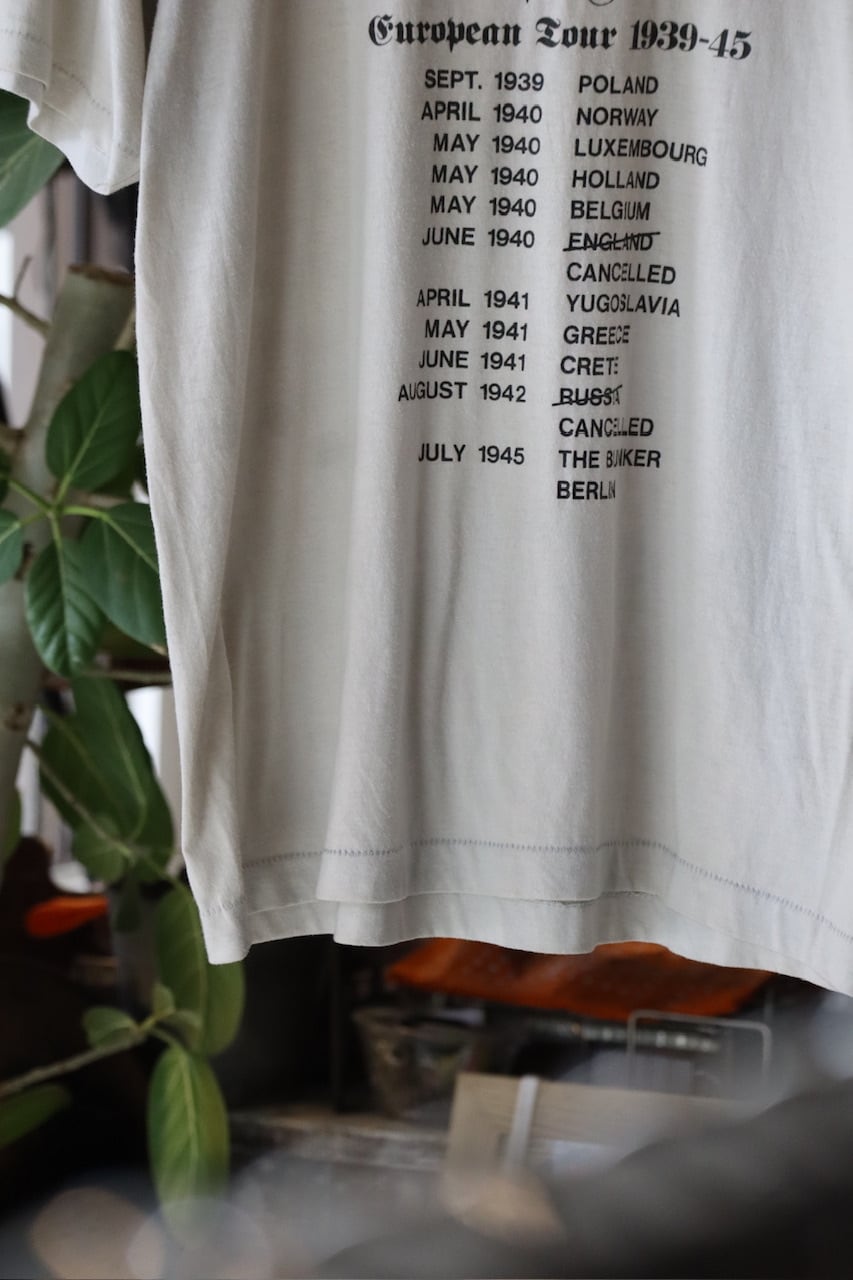 European Tour 1939-45
SEPT. 1939 POLAND
APRIL 1940 NORWAY
MAY 1940 LUXEMBOURG
MAY 1940 HOLLAND
MAY 1940 BELGIUM
JUNE 1940 ENGLAND
CANCELLED
APRIL 1941 YUGOSLAVIA
MAY 1941 GREECE
JUNE 1941 CRETE
AUGUST 1942 RUSSIA
CANCELLED
JULY 1945 THE BUNKER
BERLIN